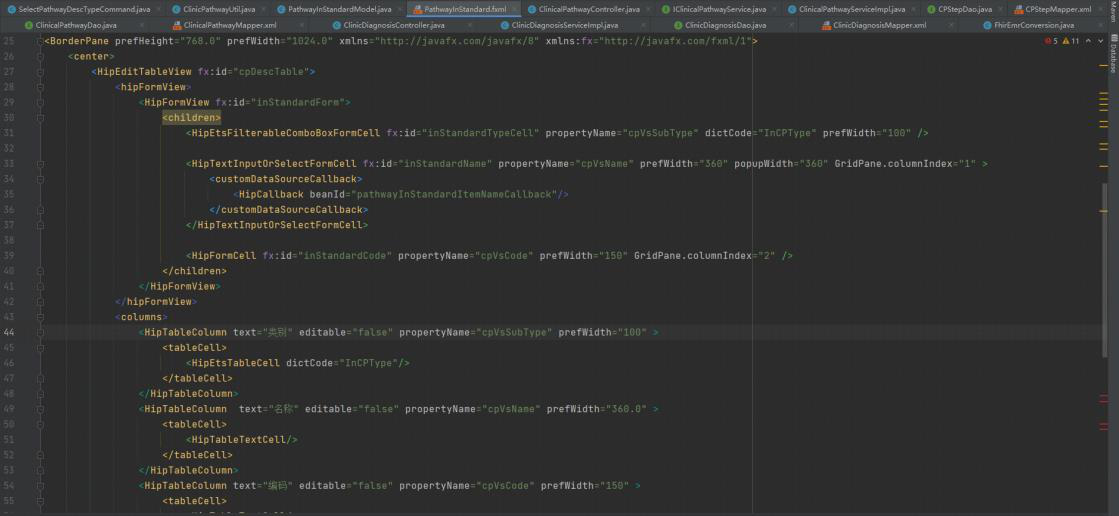 SelectPathwayDescTypeCommand.java ClinicPathwayUtil.java PathwayInStandardModel.java PathwayInStandard.fxml ClinicalPathwayController.java IClinicalPathwayService.java ClinicalPathwayServiceImpl.java CPStepDao.java CPStepMapper.xml
ClinicalPathwayDao.java ClinicalPathwayMapper.xml ClinicDiagnosisController.java ClinicDiagnosisServiceImpl.java ClinicDiagnosisDao.java ClinicDiagnosisMapper.xml FhirEmrConversion.java
Maven
Database
5 11
25 <BorderPane prefHeight="768.0" prefWidth="1024.0" xmlns="http://javafx.com/javafx/8" xmlns:fx="http://javafx.com/fxml/1">
26 <center>
27 <HipEditTableView fx:id="cpDescTable">
28 <hipFormView>
29 <HipFormView fx:id="inStandardForm">
30 <children>
31 <HipEtsFilterableComboBoxFormCell fx:id="inStandardTypeCell" propertyName="cpVsSubType" dictCode="InCPType" prefWidth="100" />
32
33 <HipTextInputOrSelectFormCell fx:id="inStandardName" propertyName="cpVsName" prefWidth="360" popupWidth="360" GridPane.columnIndex="1" >
34 <customDataSourceCallback>
35 <HipCallback beanId="pathwayInStandardItemNameCallback"/>
36 </customDataSourceCallback>
37 </HipTextInputOrSelectFormCell>
38
39 <HipFormCell fx:id="inStandardCode" propertyName="cpVsCode" prefWidth="150" GridPane.columnIndex="2" />
40 </children>
41 </HipFormView>
42 </hipFormView>
43 <columns>
44 <HipTableColumn text="类别" editable="false" propertyName="cpVsSubType" prefWidth="100" >
45 <tableCell>
46 <HipEtsTableCell dictCode="InCPType"/>
47 </tableCell>
48 </HipTableColumn>
49 <HipTableColumn text="名称" editable="false" propertyName="cpVsName" prefWidth="360.0" >
50 <tableCell>
51 <HipTableTextCell/>
52 </tableCell>
53 </HipTableColumn>
54 <HipTableColumn text="编码" editable="false" propertyName="cpVsCode" prefWidth="150" >
55 <tableCell>